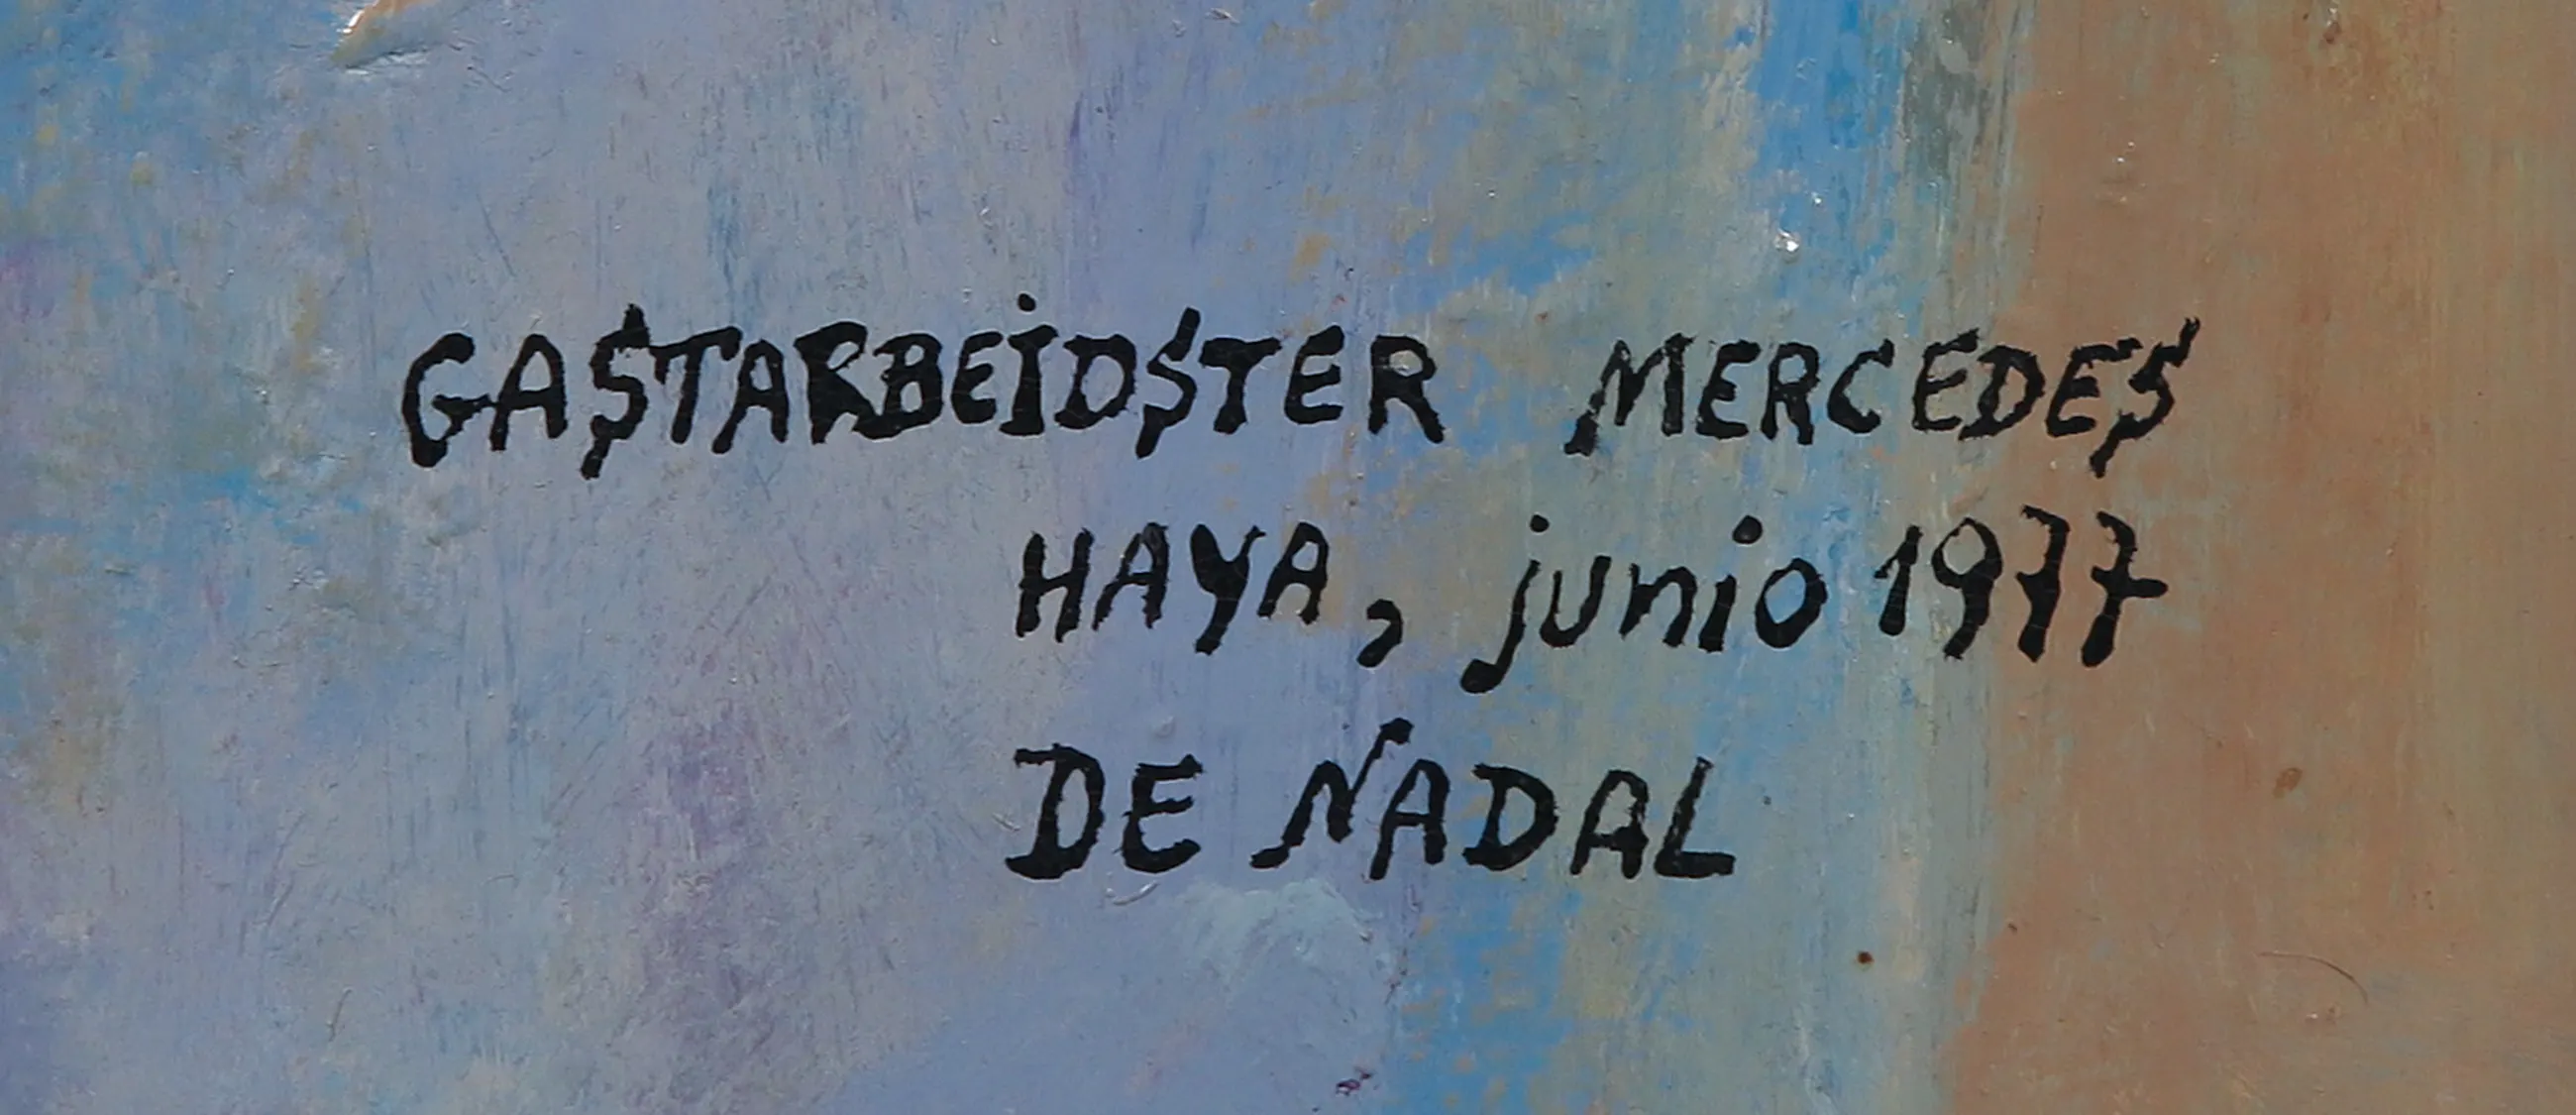 GASTARBEIDSTER MERCEDES
HAYA, junio 1977
DE NADAL